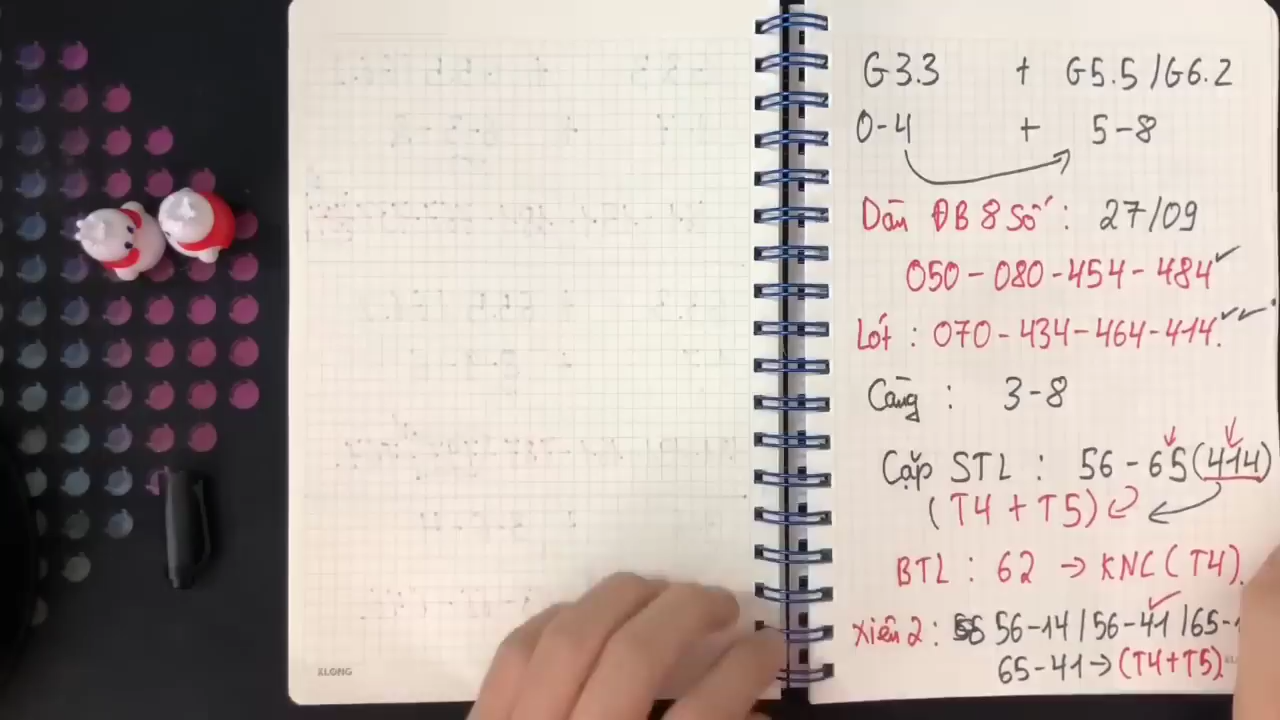 G3.3 + G5.5/G6.2
0-4 + 5-8
Dàn ĐB 8 Số : 27/09
050 - 080 - 454 - 484
Lót : 070 - 434 - 464 - 414.
Càng : 3-8
Cặp STL : 56 - 65 (414)
(T4 + T5)
BTL : 62 → KNC (T4).
Xiên 2 : 56-14 / 56-41 / 65-
65-41 → (T4+T5)
KLONG